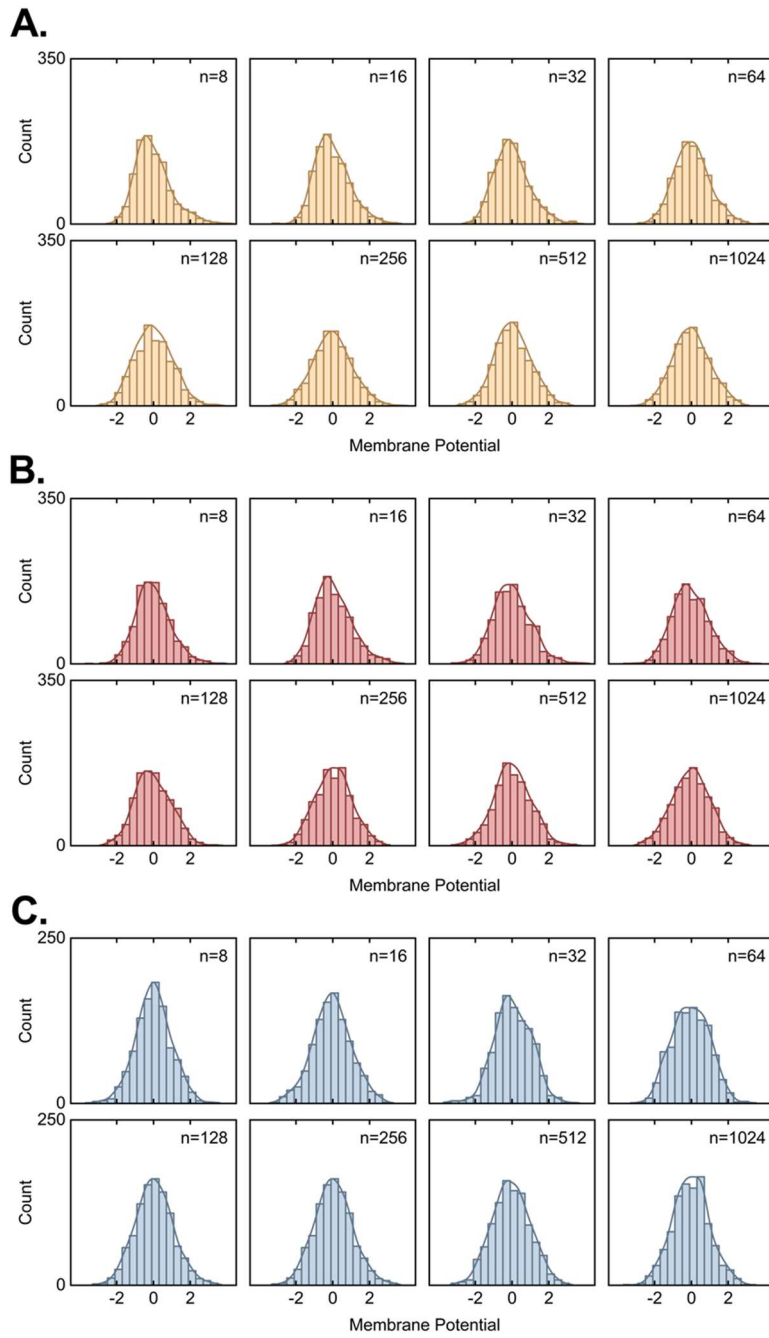 A.
350
Count
0
n=8
n=16
n=32
n=64
350
Count
0
n=128
n=256
n=512
n=1024
-2 0 2 -2 0 2 -2 0 2 -2 0 2
Membrane Potential
B.
350
Count
0
n=8
n=16
n=32
n=64
350
Count
0
n=128
n=256
n=512
n=1024
-2 0 2 -2 0 2 -2 0 2 -2 0 2
Membrane Potential
C.
250
Count
0
n=8
n=16
n=32
n=64
250
Count
0
n=128
n=256
n=512
n=1024
-2 0 2 -2 0 2 -2 0 2 -2 0 2
Membrane Potential